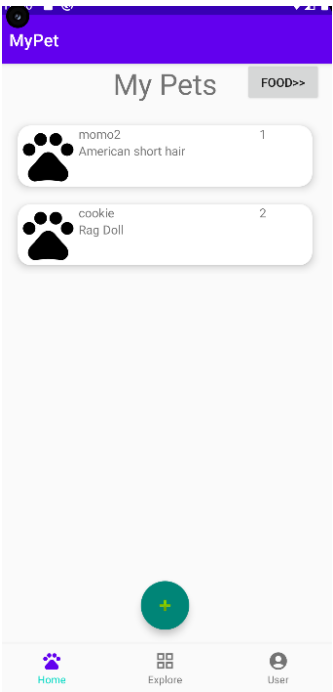 MyPet
My Pets
FOOD>>
momo2 1
American short hair
cookie 2
Rag Doll
+
Home Explore User